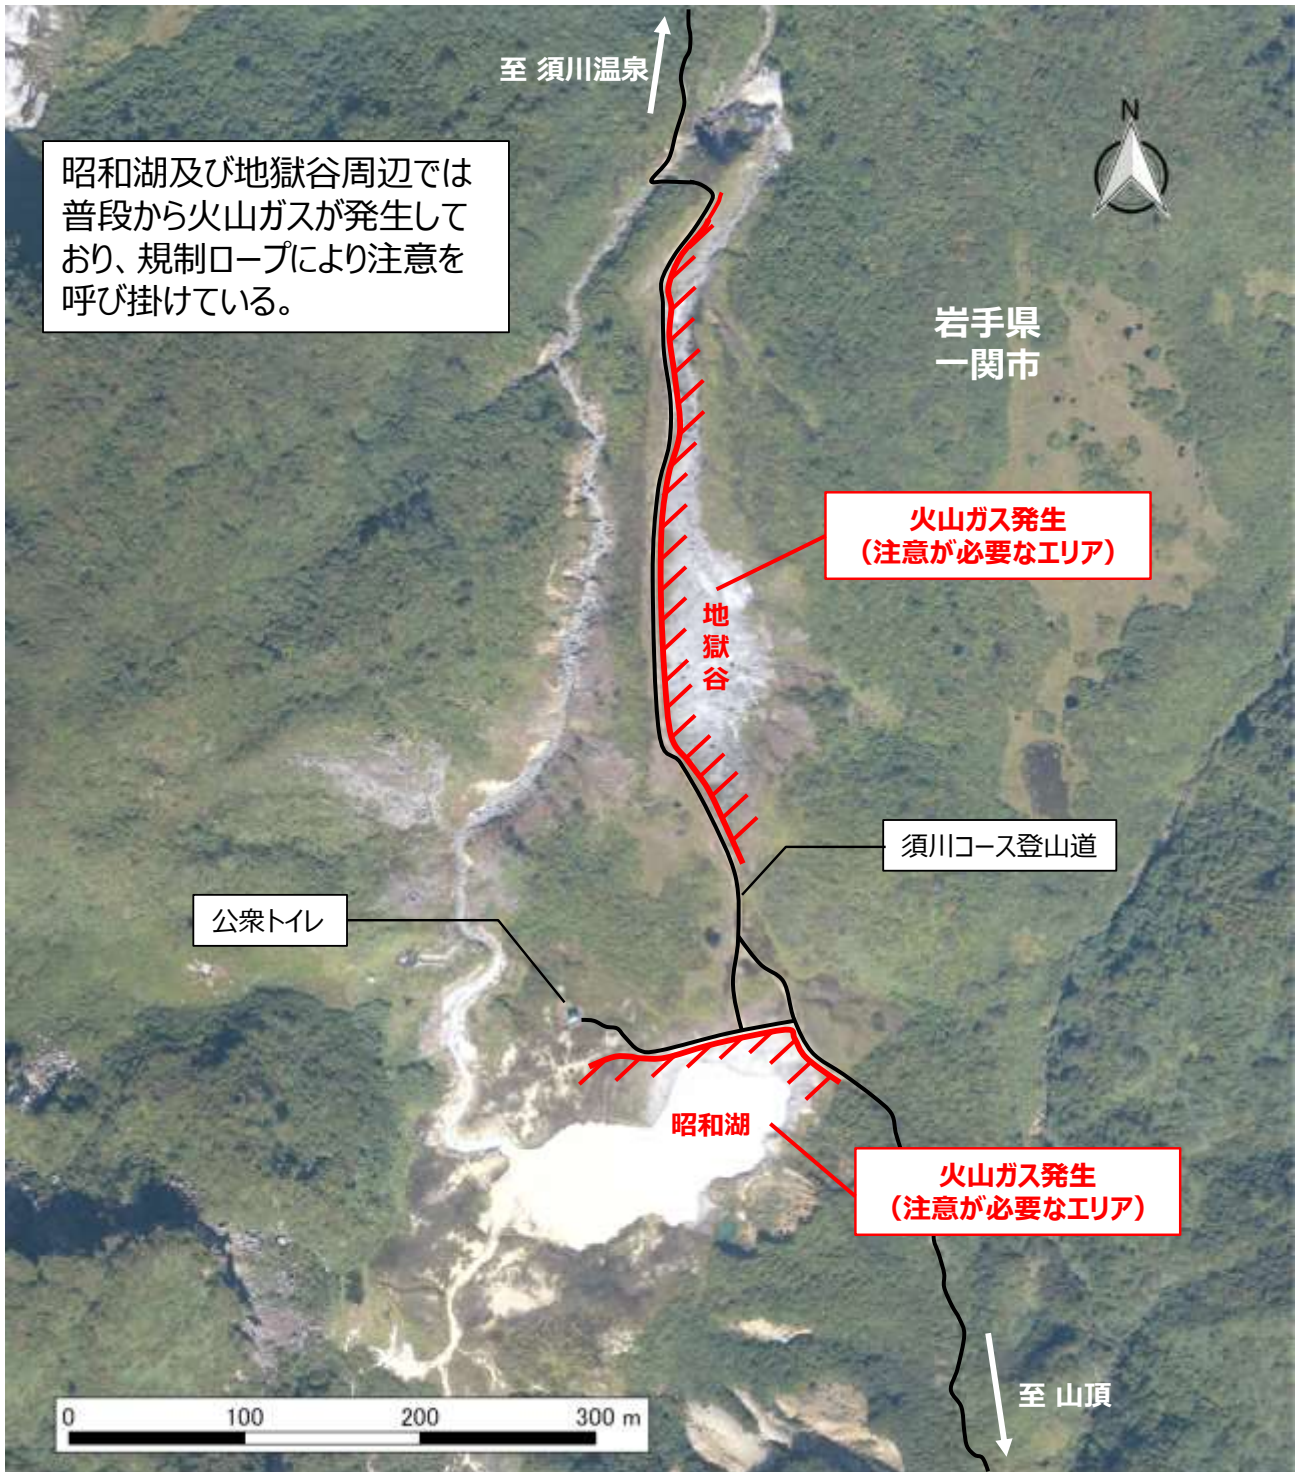 至 須川温泉
N
昭和湖及び地獄谷周辺では
普段から火山ガスが発生して
おり、規制ロープにより注意を
呼び掛けている。
岩手県
一関市
火山ガス発生
（注意が必要なエリア）
地
獄
谷
須川コース登山道
公衆トイレ
昭和湖
火山ガス発生
（注意が必要なエリア）
至 山頂
0 100 200 300 m